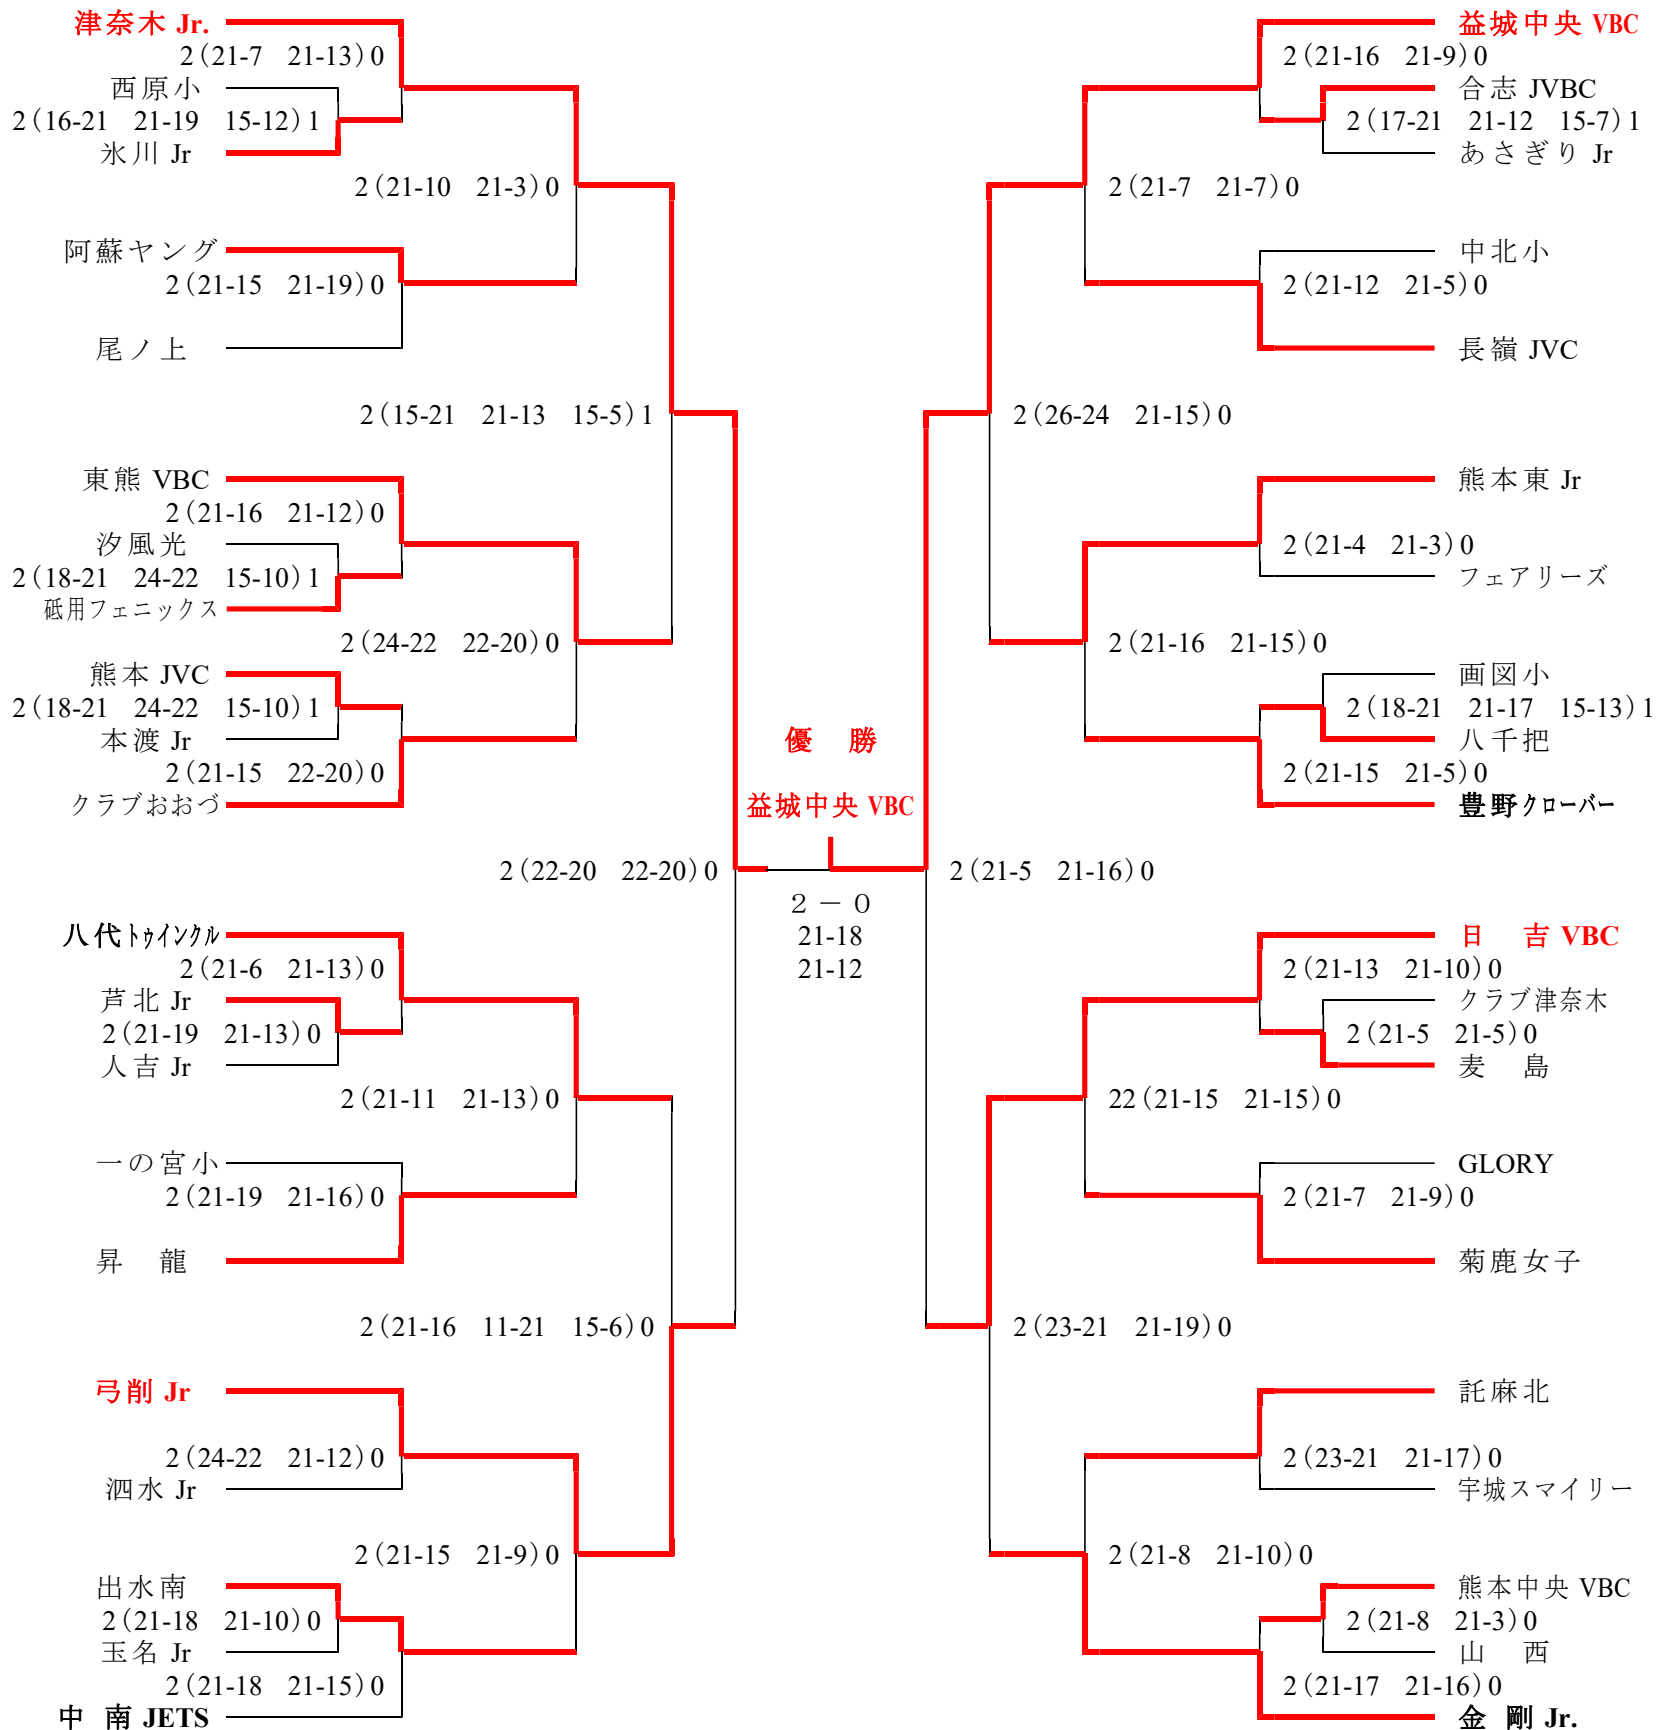 津奈木 Jr.
2(21-7 21-13)0
西原小
2(16-21 21-19 15-12)1
氷川 Jr
2(21-10 21-3)0
阿蘇ヤング
2(21-15 21-19)0
尾ノ上
2(15-21 21-13 15-5)1
東熊 VBC
2(21-16 21-12)0
汐風光
2(18-21 24-22 15-10)1
砥用フェニックス
2(24-22 22-20)0
熊本 JVC
2(18-21 24-22 15-10)1
本渡 Jr
2(21-15 22-20)0
クラブおおづ
2(22-20 22-20)0
八代トゥインクル
2(21-6 21-13)0
芦北 Jr
2(21-19 21-13)0
人吉 Jr
2(21-11 21-13)0
一の宮小
2(21-19 21-16)0
昇 龍
2(21-16 11-21 15-6)0
弓削 Jr
2(24-22 21-12)0
泗水 Jr
2(21-15 21-9)0
出水南
2(21-18 21-10)0
玉名 Jr
2(21-18 21-15)0
中 南 JETS
優 勝
益城中央 VBC
2 － 0
21-18
21-12
益城中央 VBC
2(21-16 21-9)0
合志 JVBC
2(17-21 21-12 15-7)1
あさぎり Jr
2(21-7 21-7)0
中北小
2(21-12 21-5)0
長嶺 JVC
2(26-24 21-15)0
熊本東 Jr
2(21-4 21-3)0
フェアリーズ
2(21-16 21-15)0
画図小
2(18-21 21-17 15-13)1
八千把
2(21-15 21-5)0
豊野クローバー
2(21-5 21-16)0
日 吉 VBC
2(21-13 21-10)0
クラブ津奈木
2(21-5 21-5)0
麦 島
22(21-15 21-15)0
GLORY
2(21-7 21-9)0
菊鹿女子
2(23-21 21-19)0
託麻北
2(23-21 21-17)0
宇城スマイリー
2(21-8 21-10)0
熊本中央 VBC
2(21-8 21-3)0
山 西
2(21-17 21-16)0
金 剛 Jr.